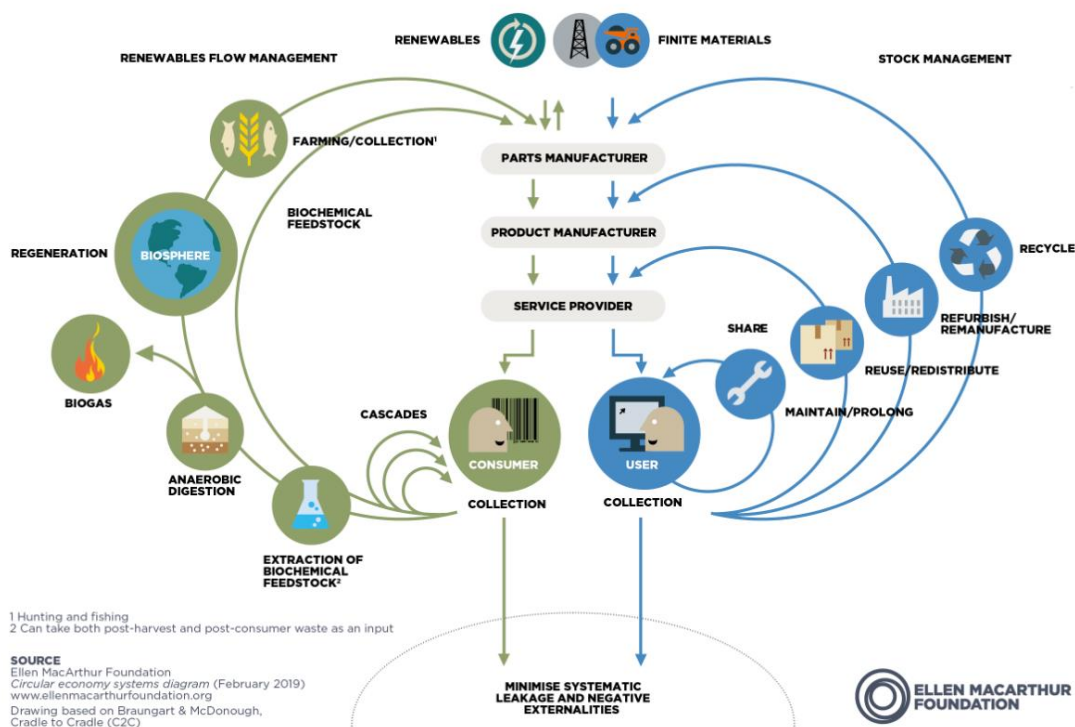 RENEWABLES
FINITE MATERIALS
RENEWABLES FLOW MANAGEMENT
STOCK MANAGEMENT
FARMING/COLLECTION¹
PARTS MANUFACTURER
BIOCHEMICAL
FEEDSTOCK
PRODUCT MANUFACTURER
REGENERATION
BIOSPHERE
RECYCLE
SERVICE PROVIDER
SHARE
REFURBISH/
REMANUFACTURE
REUSE/REDISTRIBUTE
BIOGAS
CASCADES
MAINTAIN/PROLONG
CONSUMER
USER
ANAEROBIC
DIGESTION
COLLECTION
COLLECTION
EXTRACTION OF
BIOCHEMICAL
FEEDSTOCK²
1 Hunting and fishing
2 Can take both post-harvest and post-consumer waste as an input
SOURCE
Ellen MacArthur Foundation
Circular economy systems diagram (February 2019)
www.ellenmacarthurfoundation.org
Drawing based on Braungart & McDonough,
Cradle to Cradle (C2C)
MINIMISE SYSTEMATIC
LEAKAGE AND NEGATIVE
EXTERNALITIES
ELLEN MACARTHUR
FOUNDATION